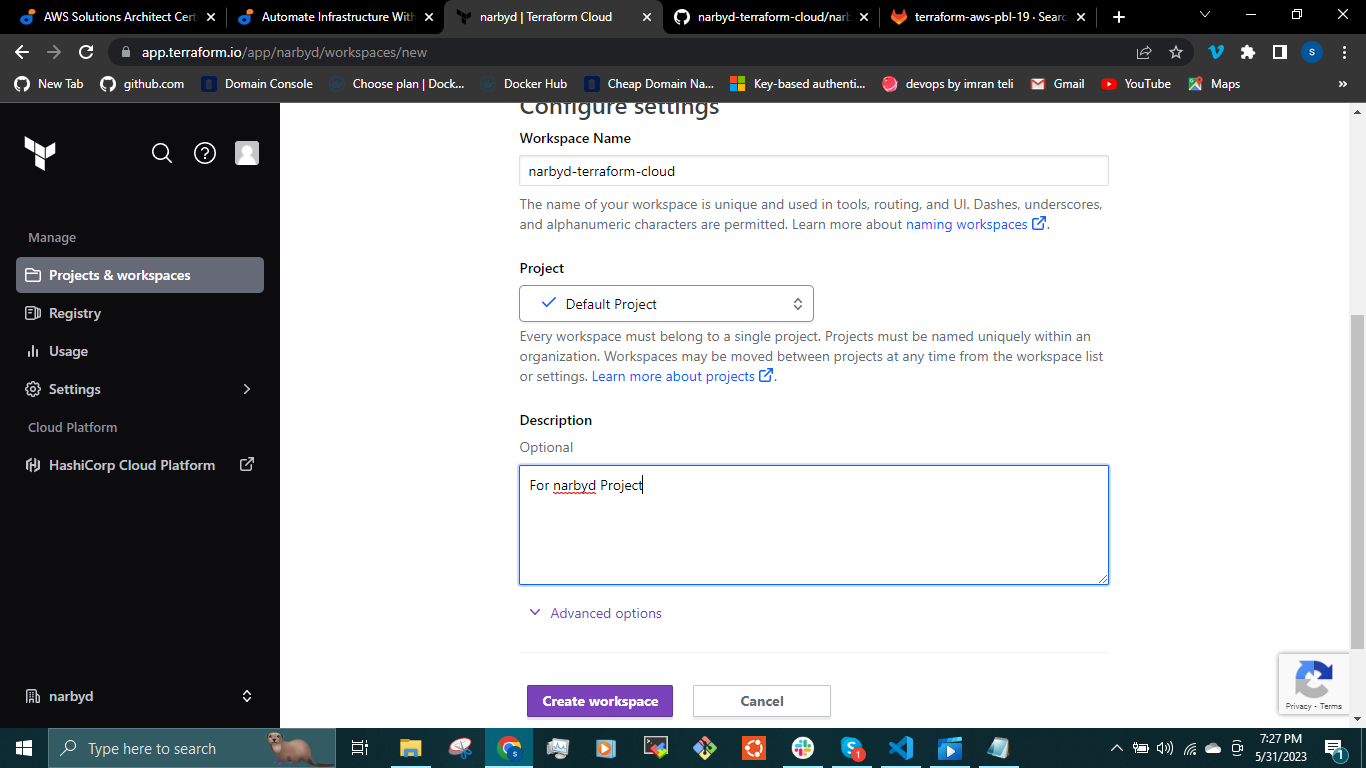 AWS Solutions Architect Cert
Automate Infrastructure With
narbyd | Terraform Cloud
narbyd-terraform-cloud/narb
terraform-aws-pbl-19 · Searc
app.terraform.io/app/narbyd/workspaces/new
S
New Tab
github.com
Domain Console
Choose plan | Dock...
Docker Hub
Cheap Domain Na...
Key-based authenti...
devops by imran teli
Gmail
YouTube
Maps
»
Manage
Projects & workspaces
Registry
Usage
Settings
Cloud Platform
HashiCorp Cloud Platform
narbyd
Configure settings
Workspace Name
narbyd-terraform-cloud
The name of your workspace is unique and used in tools, routing, and UI. Dashes, underscores,
and alphanumeric characters are permitted. Learn more about naming workspaces.
Project
Default Project
Every workspace must belong to a single project. Projects must be named uniquely within an
organization. Workspaces may be moved between projects at any time from the workspace list
or settings. Learn more about projects.
Description
Optional
For narbyd Project
Advanced options
Create workspace
Cancel
Privacy - Terms
Type here to search
7:27 PM
5/31/2023
1
1